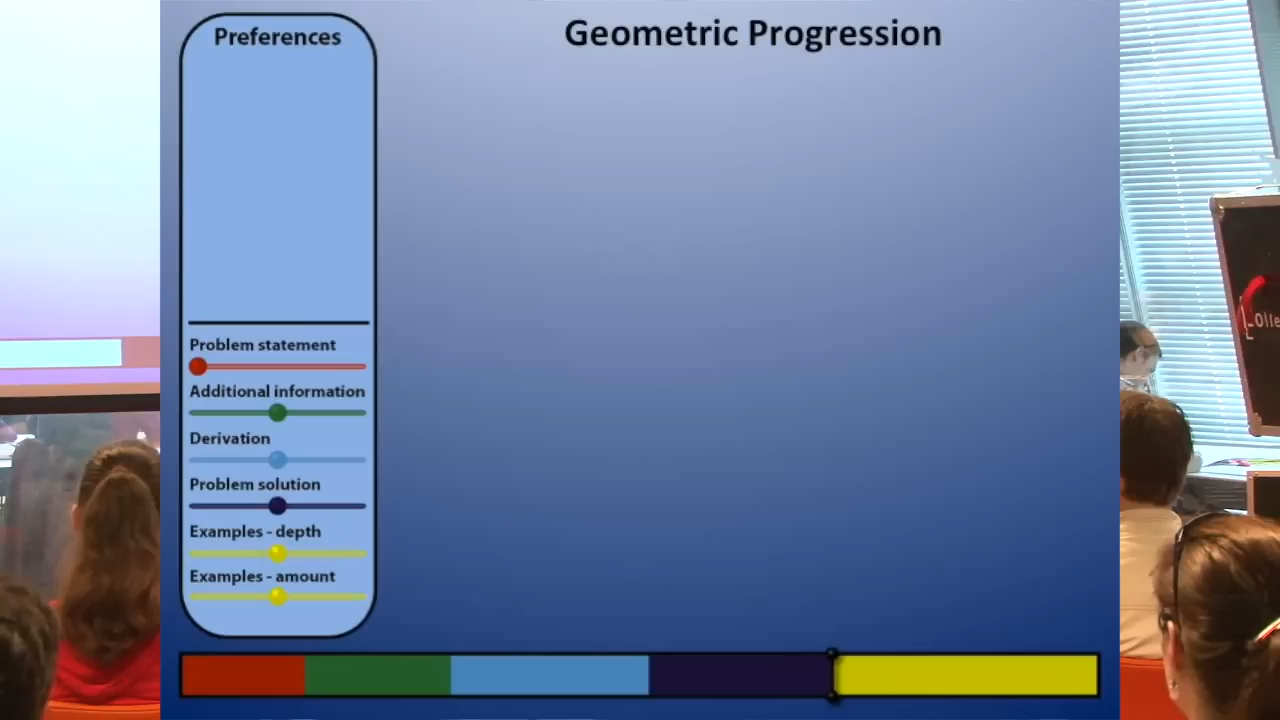 Preferences
Geometric Progression
Problem statement
Additional information
Derivation
Problem solution
Examples - depth
Examples - amount